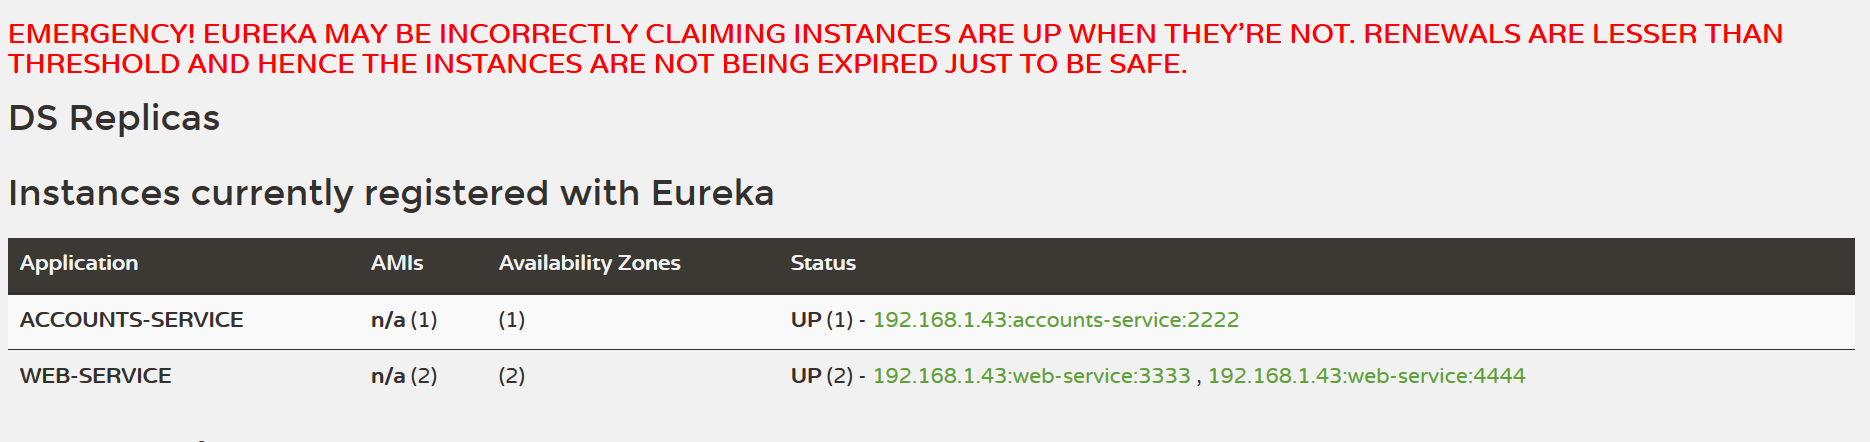 EMERGENCY! EUREKA MAY BE INCORRECTLY CLAIMING INSTANCES ARE UP WHEN THEY’RE NOT. RENEWALS ARE LESSER THAN
THRESHOLD AND HENCE THE INSTANCES ARE NOT BEING EXPIRED JUST TO BE SAFE.
DS Replicas
Instances currently registered with Eureka
Application AMIs Availability Zones Status
ACCOUNTS-SERVICE n/a (1) (1) UP (1) - 192.168.1.43:accounts-service:2222
WEB-SERVICE n/a (2) (2) UP (2) - 192.168.1.43:web-service:3333 , 192.168.1.43:web-service:4444